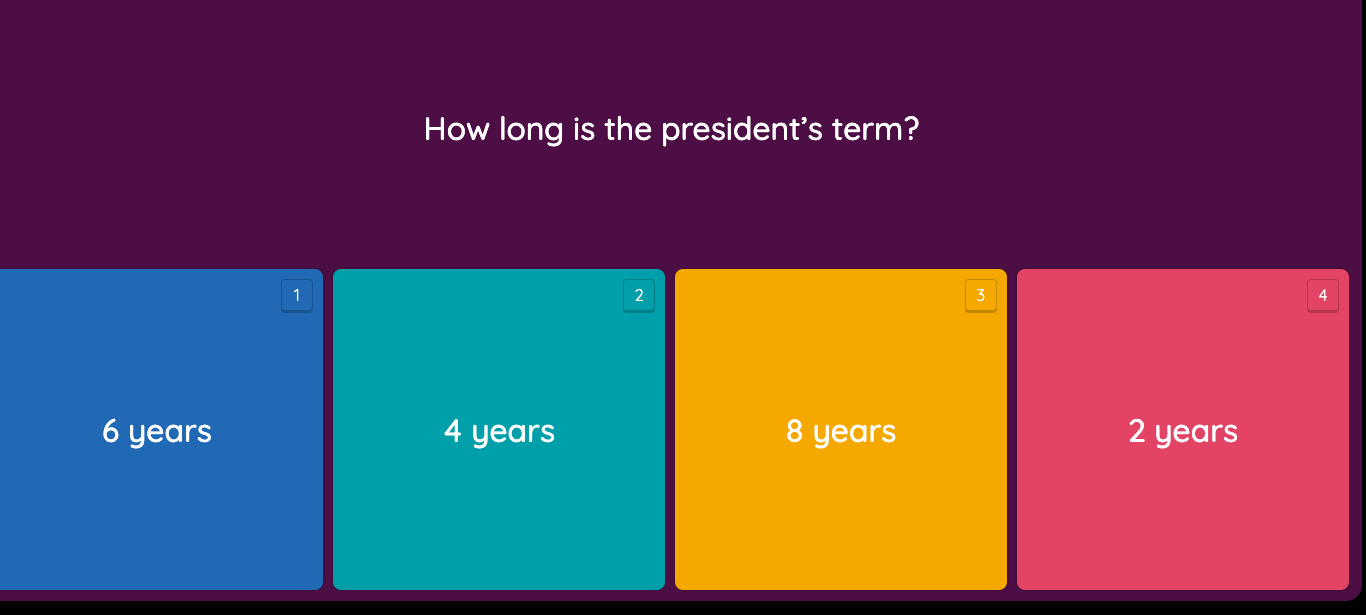 How long is the president’s term?
1
2
3
4
6 years
4 years
8 years
2 years